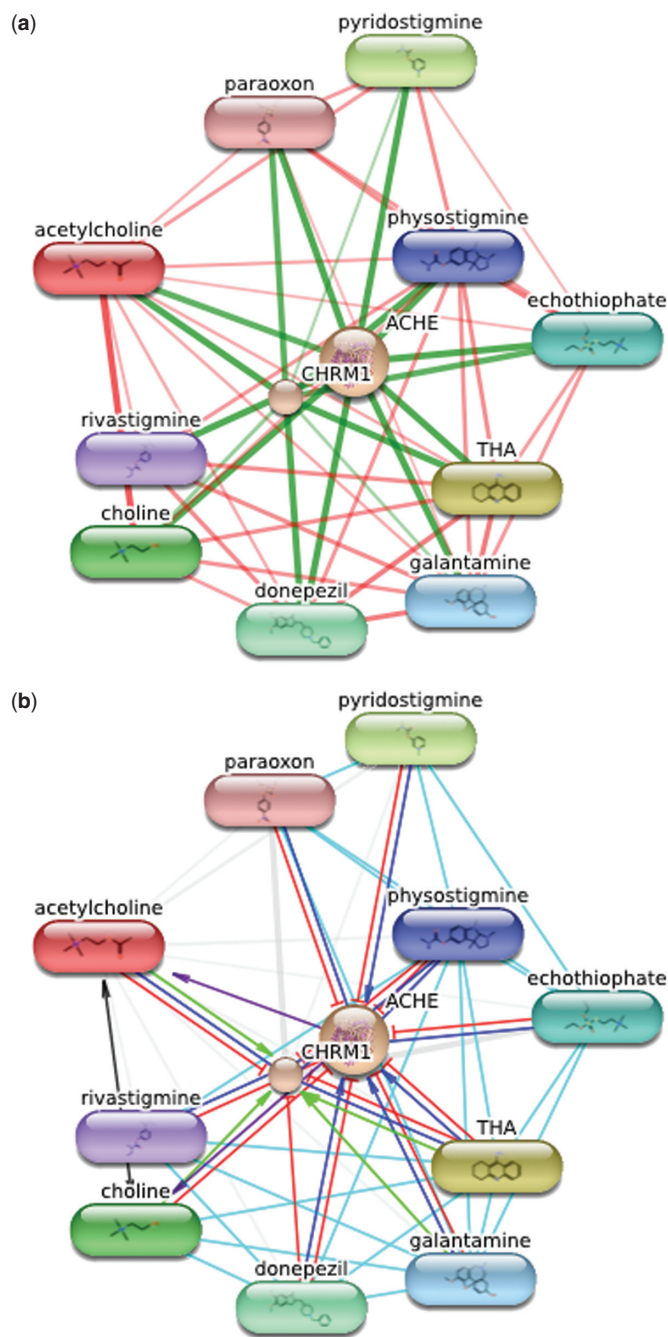 (a)
pyridostigmine
paraoxon
acetylcholine
physostigmine
echothiophate
ACHE
CHRM1
rivastigmine
THA
choline
galantamine
donepezil
(b)
pyridostigmine
paraoxon
acetylcholine
physostigmine
echothiophate
ACHE
CHRM1
rivastigmine
THA
choline
galantamine
donepezil